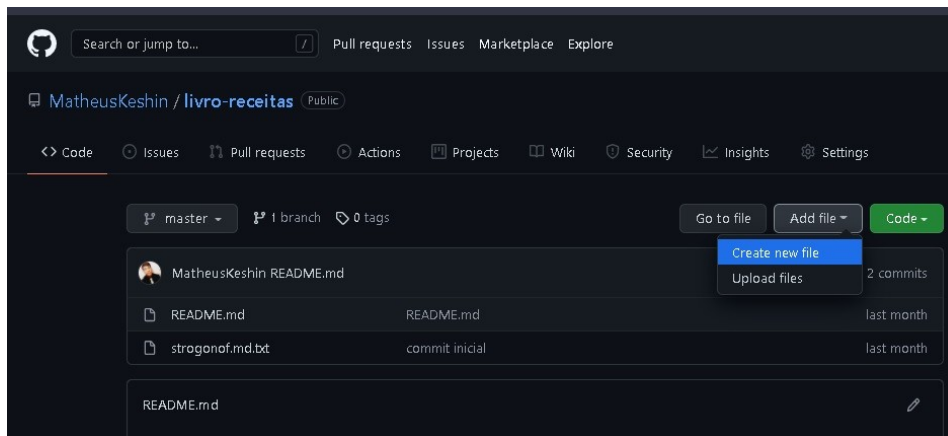 Search or jump to... / Pull requests Issues Marketplace Explore
MatheusKeshin / livro-receitas Public
<> Code Issues Pull requests Actions Projects Wiki Security Insights Settings
master 1 branch 0 tags Go to file Add file Code
Create new file
MatheusKeshin README.md 2 commits
Upload files
README.md README.md last month
strogonof.md.txt commit inicial last month
README.md